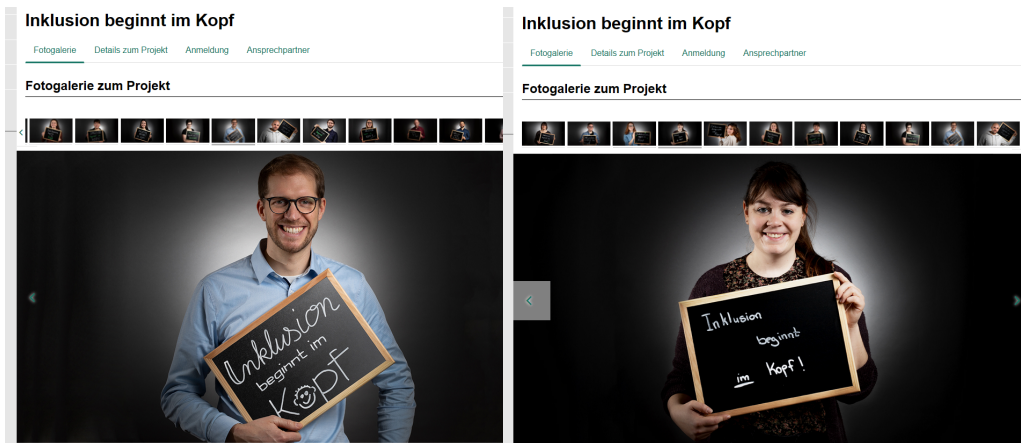 Inklusion beginnt im Kopf
Fotogalerie Details zum Projekt Anmeldung Ansprechpartner
Fotogalerie zum Projekt
Inklusion
beginnt im
Kopf
Inklusion beginnt im Kopf
Fotogalerie Details zum Projekt Anmeldung Ansprechpartner
Fotogalerie zum Projekt
Inklusion
beginnt
im Kopf!